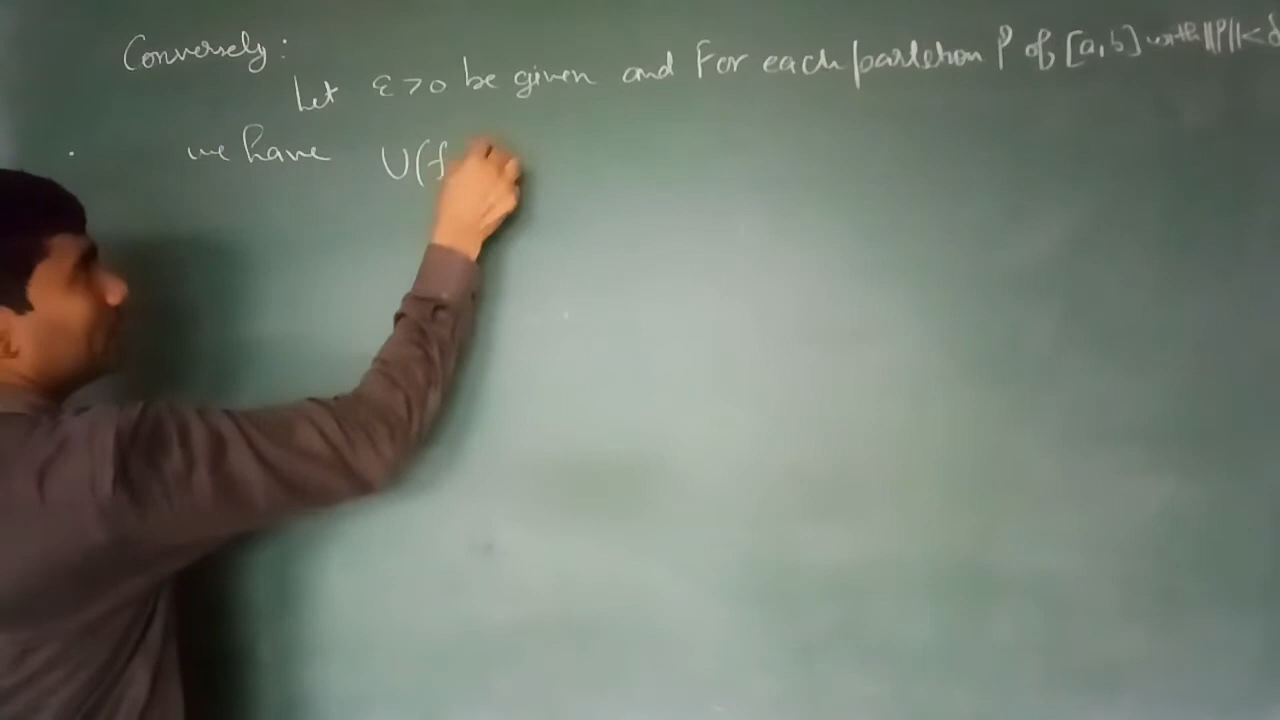 Conversely:
Let ε > 0 be given and For each partition P of [a, b] with ||P|| < δ
we have U(f